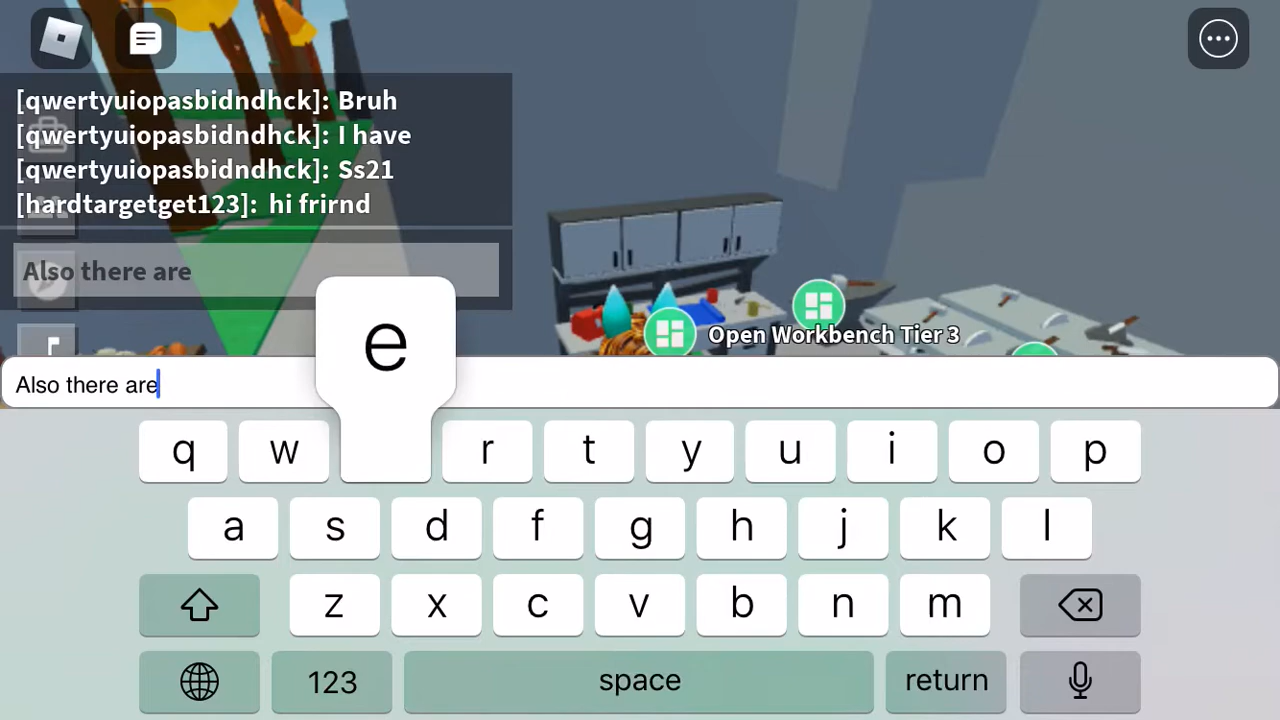 [qwertyuiopasbidndhck]: Bruh
[qwertyuiopasbidndhck]: I have
[qwertyuiopasbidndhck]: Ss21
[hardtargetget123]: hi frirnd
Also there are
Open Workbench Tier 3
Also there are
e
q w r t y u i o p
a s d f g h j k l
z x c v b n m
123 space return